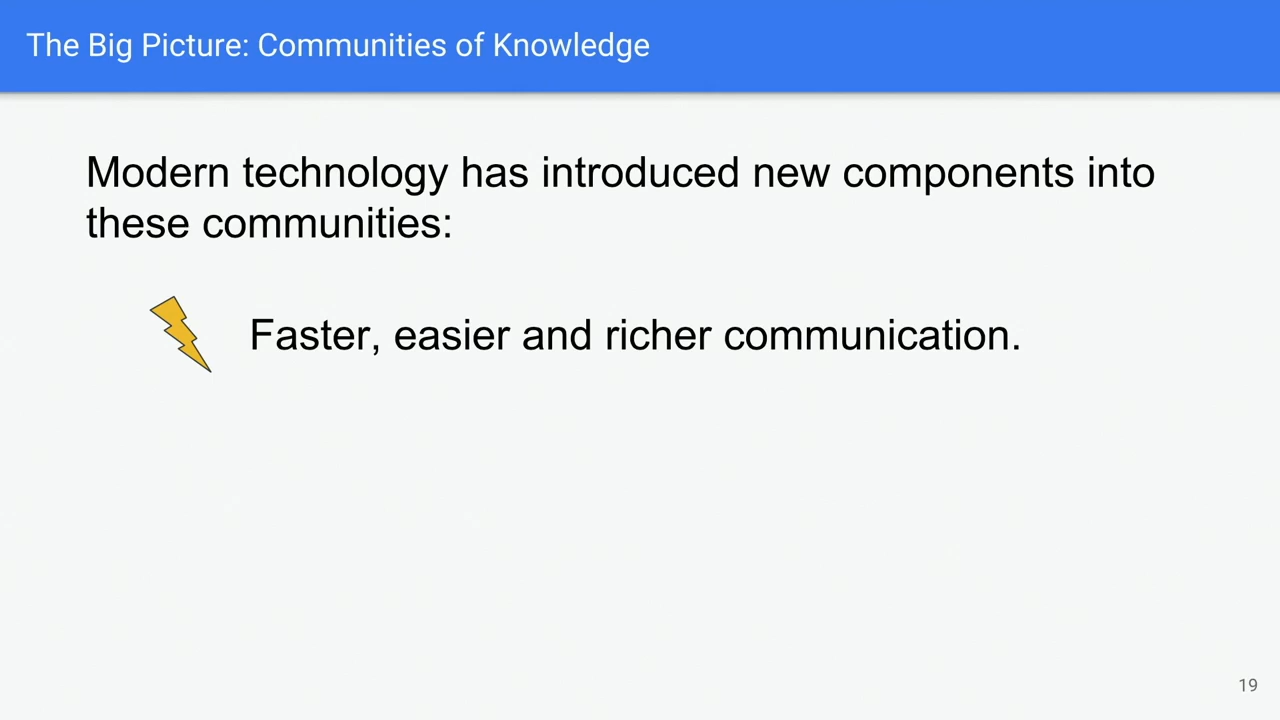 The Big Picture: Communities of Knowledge
Modern technology has introduced new components into
these communities:
Faster, easier and richer communication.
19